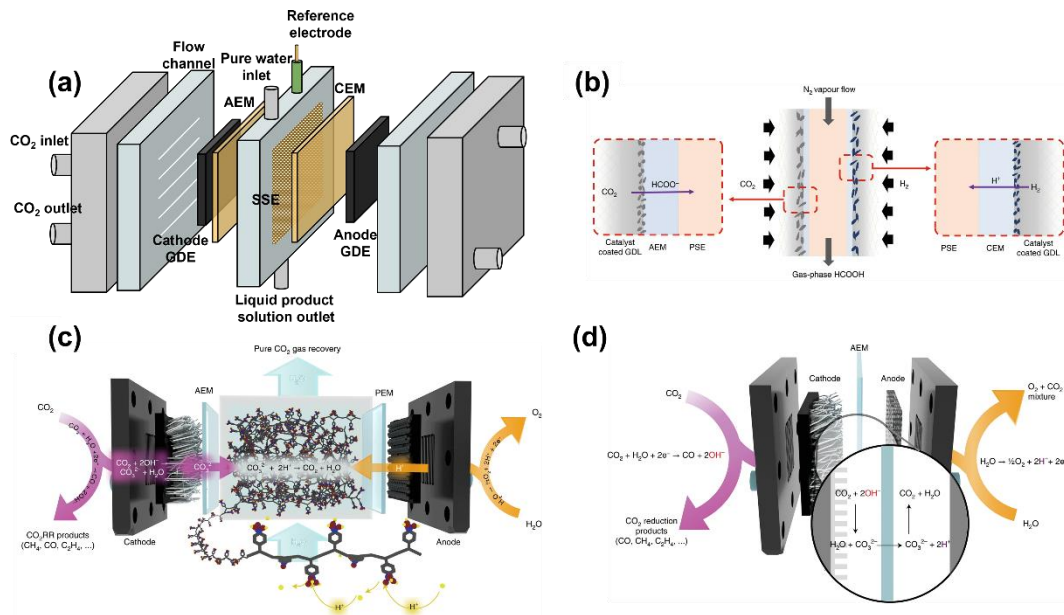 (a)
Flow
channel
Reference
electrode
Pure water
inlet
AEM
CEM
CO₂ inlet
CO₂ outlet
SSE
Cathode
GDE
Anode
GDE
Liquid product
solution outlet
(b)
N₂ vapour flow
CO₂
HCOO⁻
AEM
PSE
Catalyst
coated GDL
CO₂
H₂
H⁺
H₂
PSE
CEM
Catalyst
coated GDL
Gas-phase HCOOH
(c)
Pure CO₂ gas recovery
AEM
PEM
CO₂
O₂
CO₂ + H₂O + 2e⁻ → CO + 2OH⁻
CO₂ + 2OH⁻
CO₃²⁻ + H₂O
CO₃²⁻
CO₃²⁻ + 2H⁺ → CO₂ + H₂O
H⁺
CO₂RR products
(CH₄, CO, C₂H₄, ...)
Cathode
Anode
H₂O
H⁺
H⁺
(d)
AEM
Cathode
Anode
CO₂
O₂ + CO₂
mixture
CO₂ + H₂O + 2e⁻ → CO + 2OH⁻
H₂O → ½O₂ + 2H⁺ + 2e
CO₂ + 2OH⁻
CO₂ + H₂O
H₂O + CO₃²⁻
CO₃²⁻ + 2H⁺
CO₂ reduction
products
(CO, CH₄, C₂H₄, ...)
H₂O